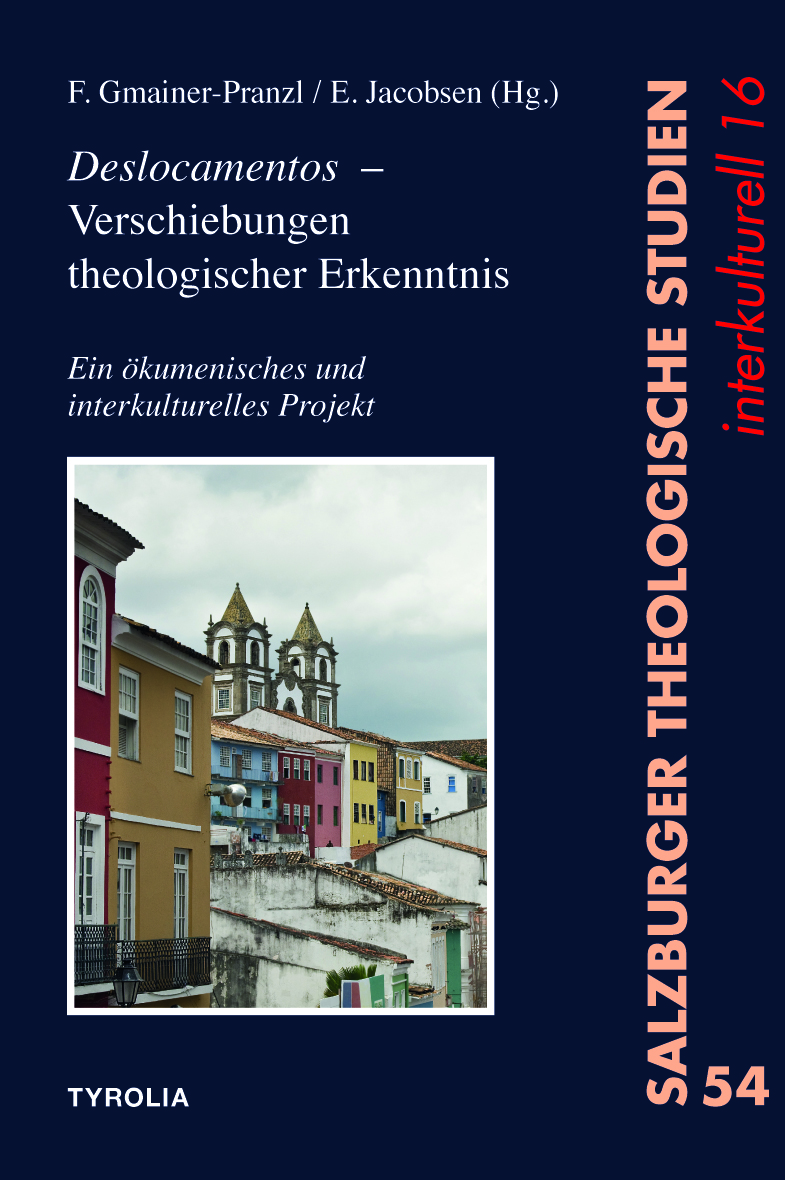 F. Gmainer-Pranzl / E. Jacobsen (Hg.)
Deslocamentos –
Verschiebungen
theologischer Erkenntnis
Ein ökumenisches und
interkulturelles Projekt
TYROLIA
SALZBURGER THEOLOGISCHE STUDIEN
54
interkulturell 16